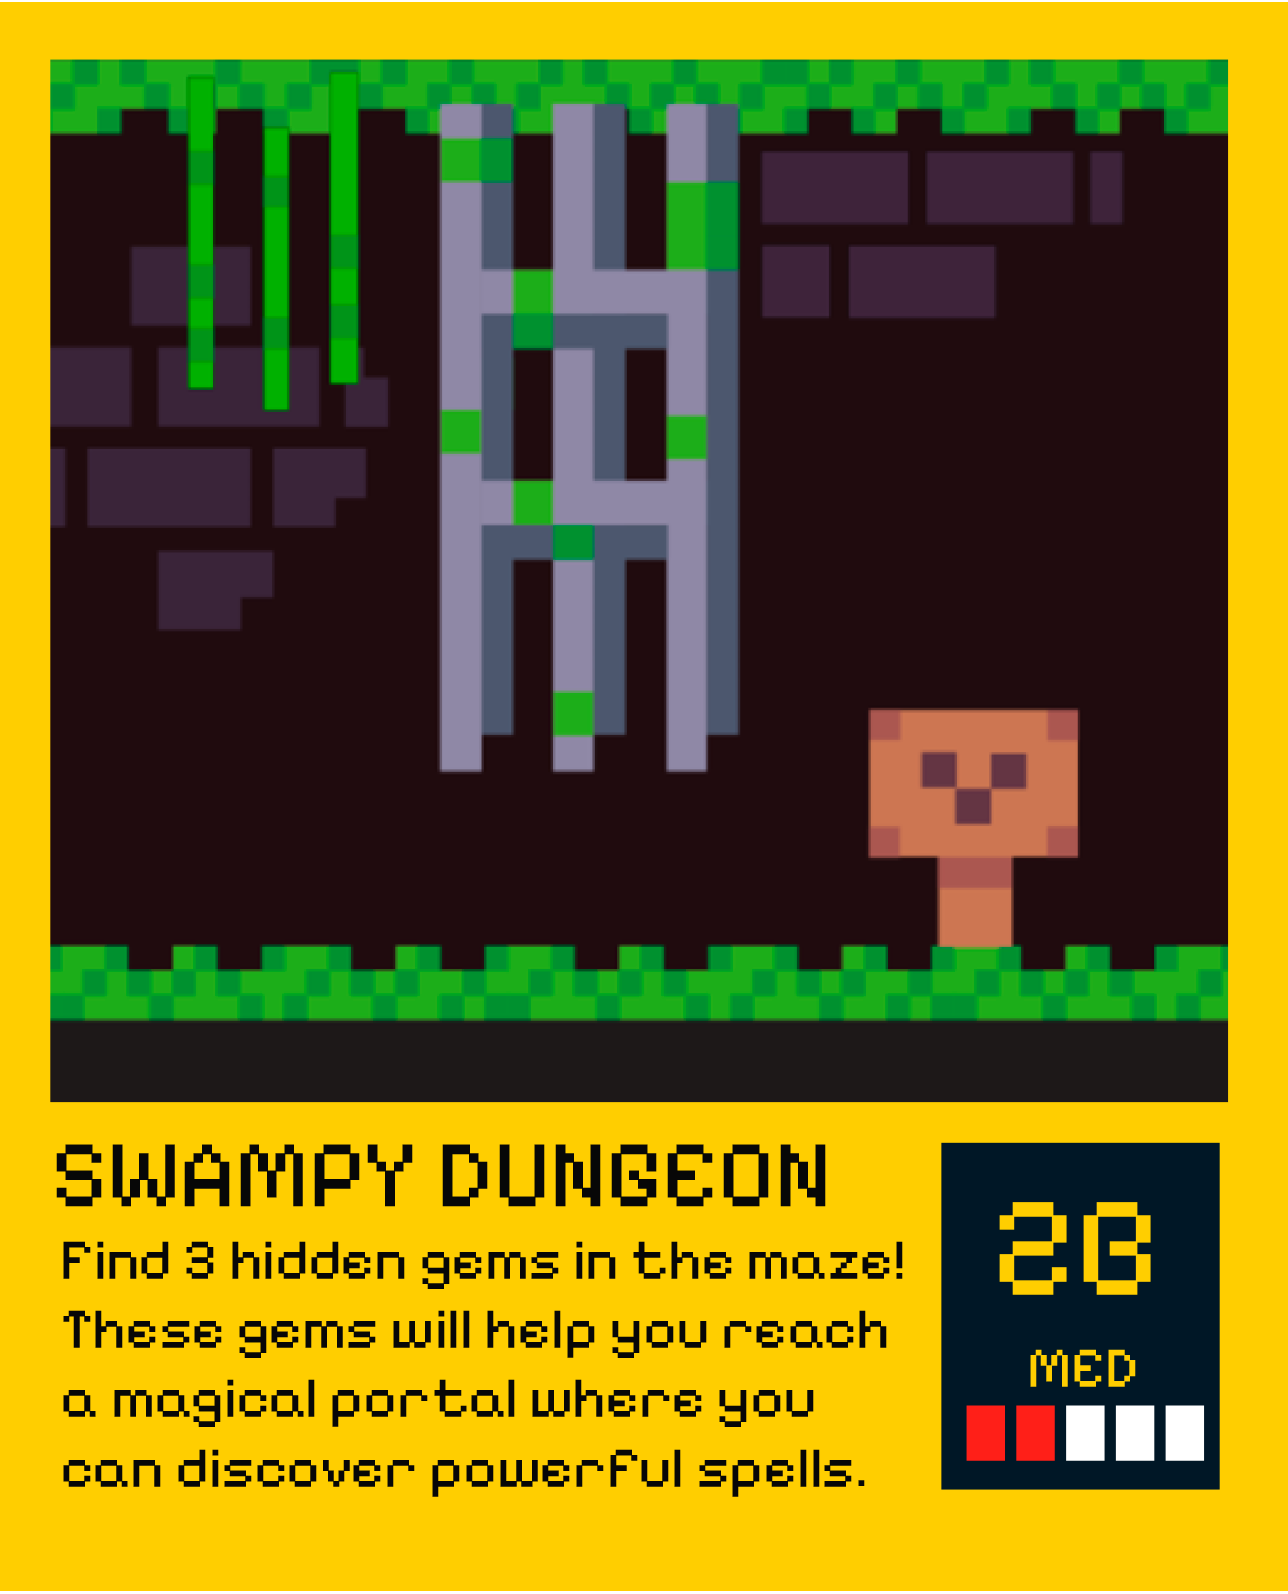 SWAMPY DUNGEON
Find 3 hidden gems in the maze!
These gems will help you reach
a magical portal where you
can discover powerful spells.
2B
MED